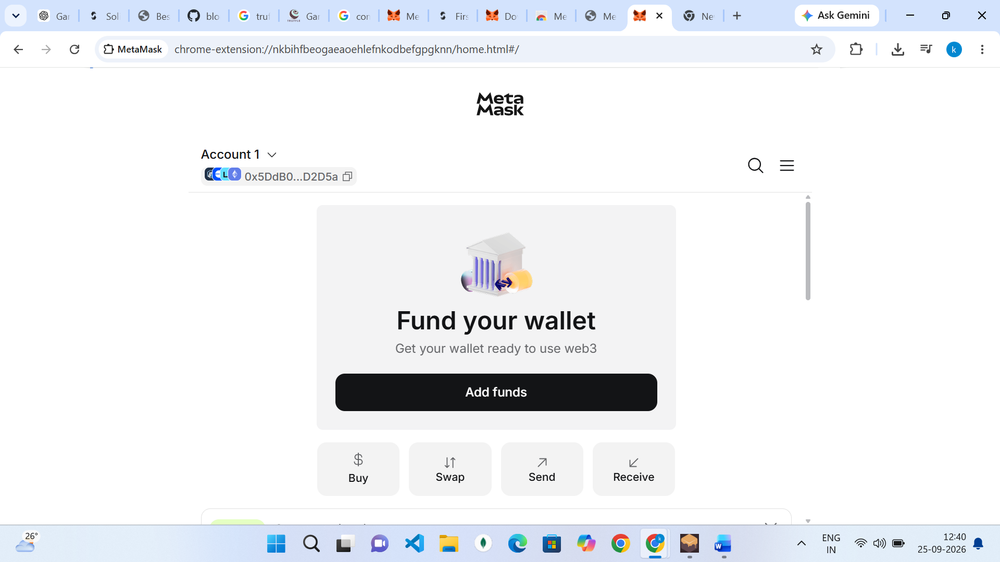 Gar
Soli
Bes
blo
truf
Gar
con
Me
Firs
Do
Me
Me
Ne
Ask Gemini
MetaMask
chrome-extension://nkbihfbeogaeaoehlefnkodbefgpgknn/home.html#/
k
Meta
Mask
Account 1
L
0x5DdB0...D2D5a
Fund your wallet
Get your wallet ready to use web3
Add funds
Buy
Swap
Send
Receive
26°
k
W
ENG
IN
12:40
25-09-2026